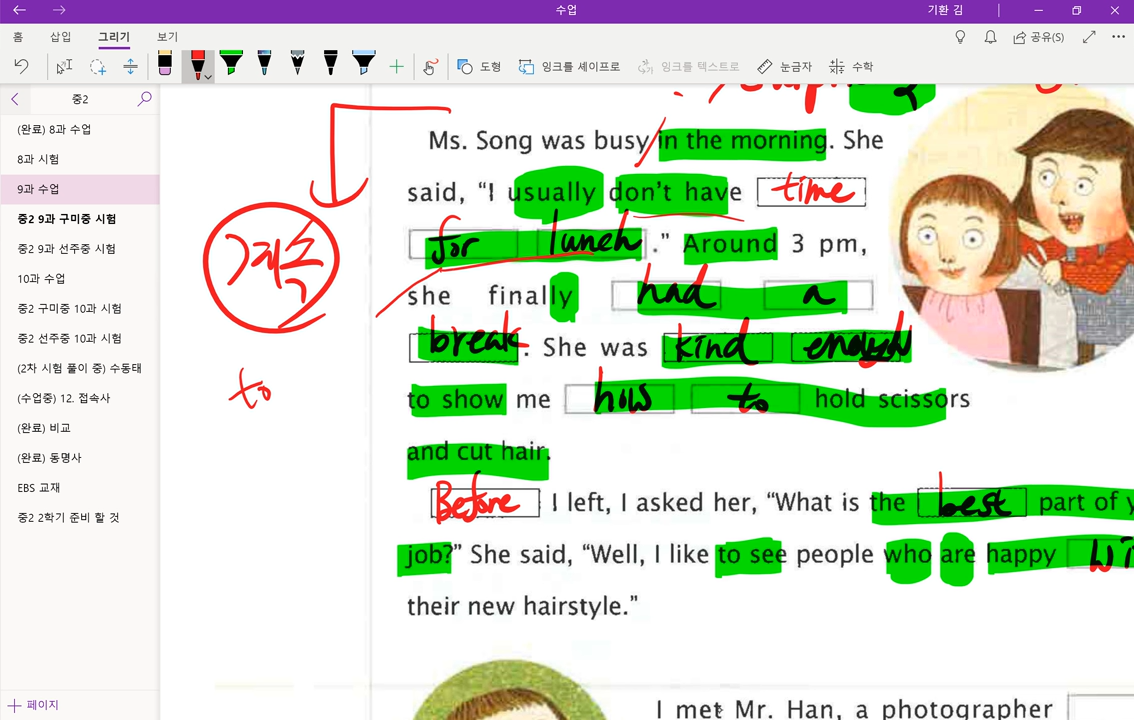 수업
기환 김
홈 삽입 그리기 보기
공유(S)
도형 잉크를 셰이프로 잉크를 텍스트로 눈금자 수학
중2
(완료) 8과 수업
8과 시험
9과 수업
중2 9과 구미중 시험
중2 9과 선주중 시험
10과 수업
중2 구미중 10과 시험
중2 선주중 10과 시험
(2차 시험 풀이 중) 수동태
(수업중) 12. 접속사
(완료) 비교
(완료) 동명사
EBS 교재
중2 2학기 준비 할 것
페이지
to
Ms. Song was busy in the morning. She
said, “I usually don’t have time
for lunch.” Around 3 pm,
she finally had a
break. She was kind enough
to show me how to hold scissors
and cut hair.
Before I left, I asked her, “What is the best part of y
job?” She said, “Well, I like to see people who are happy wi
their new hairstyle.”
I met Mr. Han, a photographer